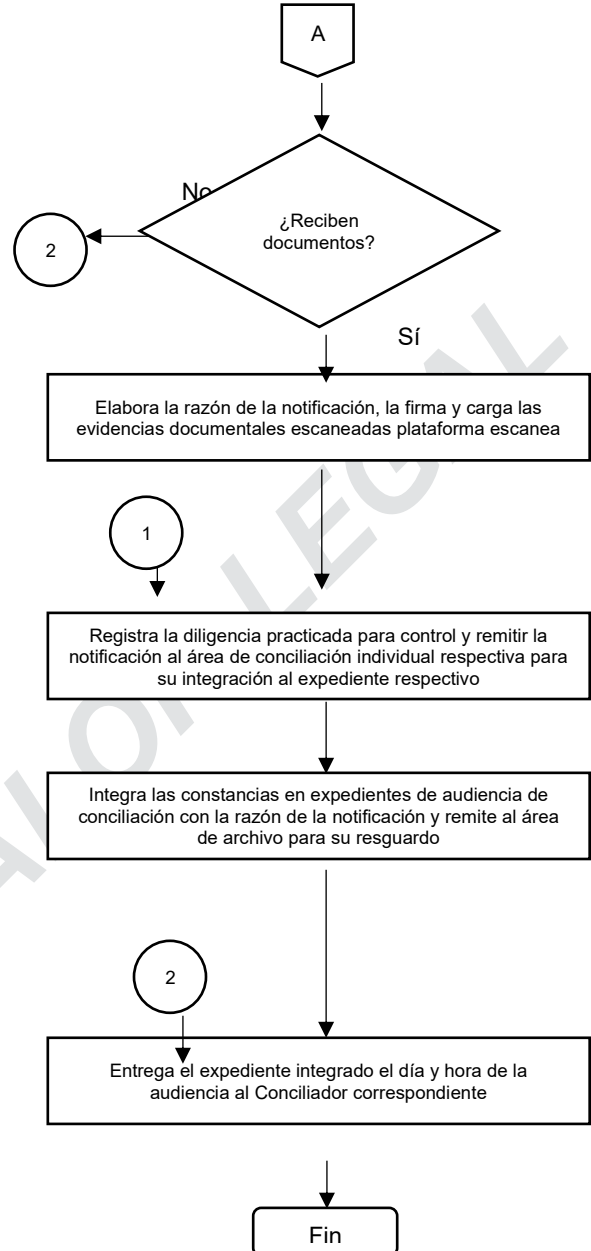 A
No
¿Reciben
documentos?
2
Sí
Elabora la razón de la notificación, la firma y carga las
evidencias documentales escaneadas plataforma escanea
1
Registra la diligencia practicada para control y remitir la
notificación al área de conciliación individual respectiva para
su integración al expediente respectivo
Integra las constancias en expedientes de audiencia de
conciliación con la razón de la notificación y remite al área
de archivo para su resguardo
2
Entrega el expediente integrado el día y hora de la
audiencia al Conciliador correspondiente
Fin
ALOR LEGAL